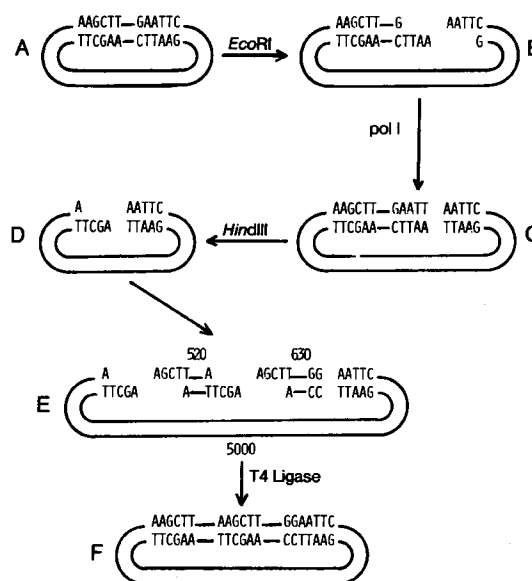 AAGCTT—GAATTC
A TTCGAA—CTTAAG
EcoRI
AAGCTT—G AATTC
TTCGAA—CTTAA G
pol I
A AATTC
D TTCGA TTAAG
HindIII
AAGCTT—GAATT AATTC
TTCGAA—CTTAA TTAAG
520 630
A AGCTT—A AGCTT—GG AATTC
TTCGA A—TTCGA A—CC TTAAG
E
5000
T4 Ligase
AAGCTT—AAGCTT—GGAATTC
F TTCGAA—TTCGAA—CCTTAAG